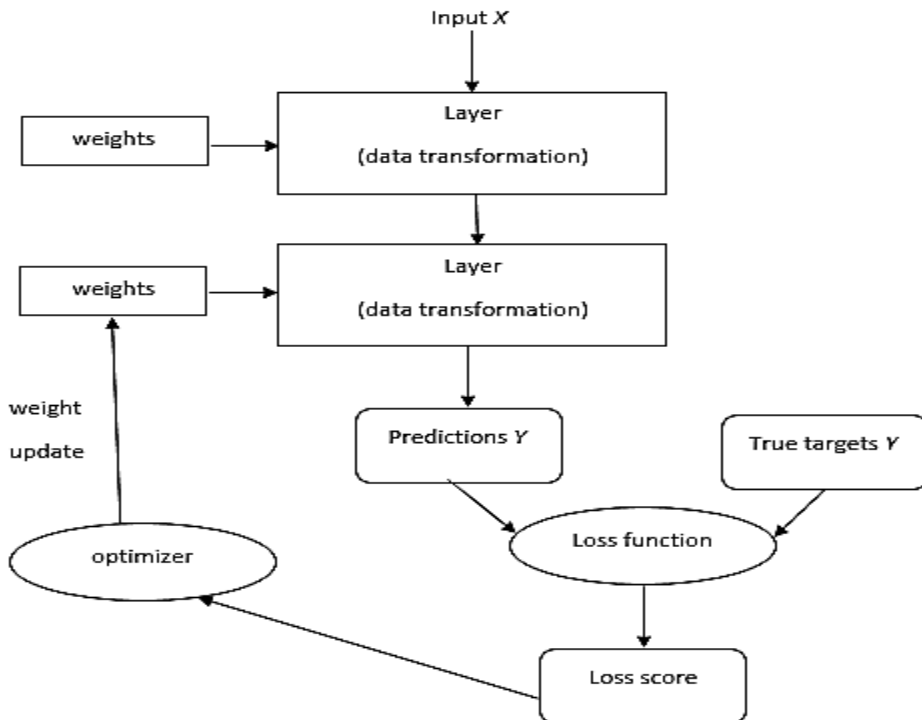 Input X
Layer
weights
(data transformation)
Layer
weights
(data transformation)
weight
update
Predictions Y
True targets Y
optimizer
Loss function
Loss score